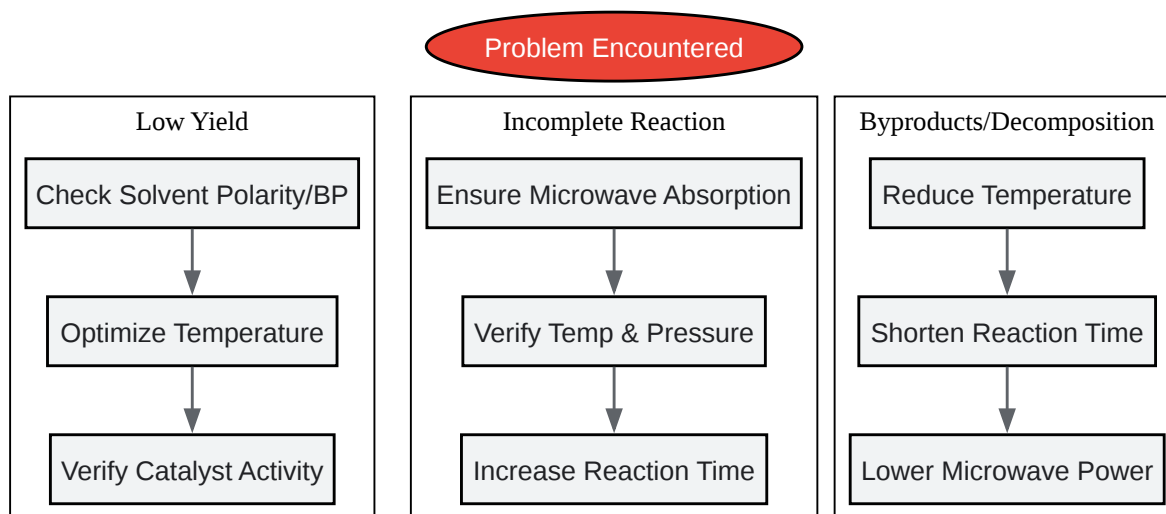 Problem Encountered
Low Yield
Check Solvent Polarity/BP
Optimize Temperature
Verify Catalyst Activity
Incomplete Reaction
Ensure Microwave Absorption
Verify Temp & Pressure
Increase Reaction Time
Byproducts/Decomposition
Reduce Temperature
Shorten Reaction Time
Lower Microwave Power